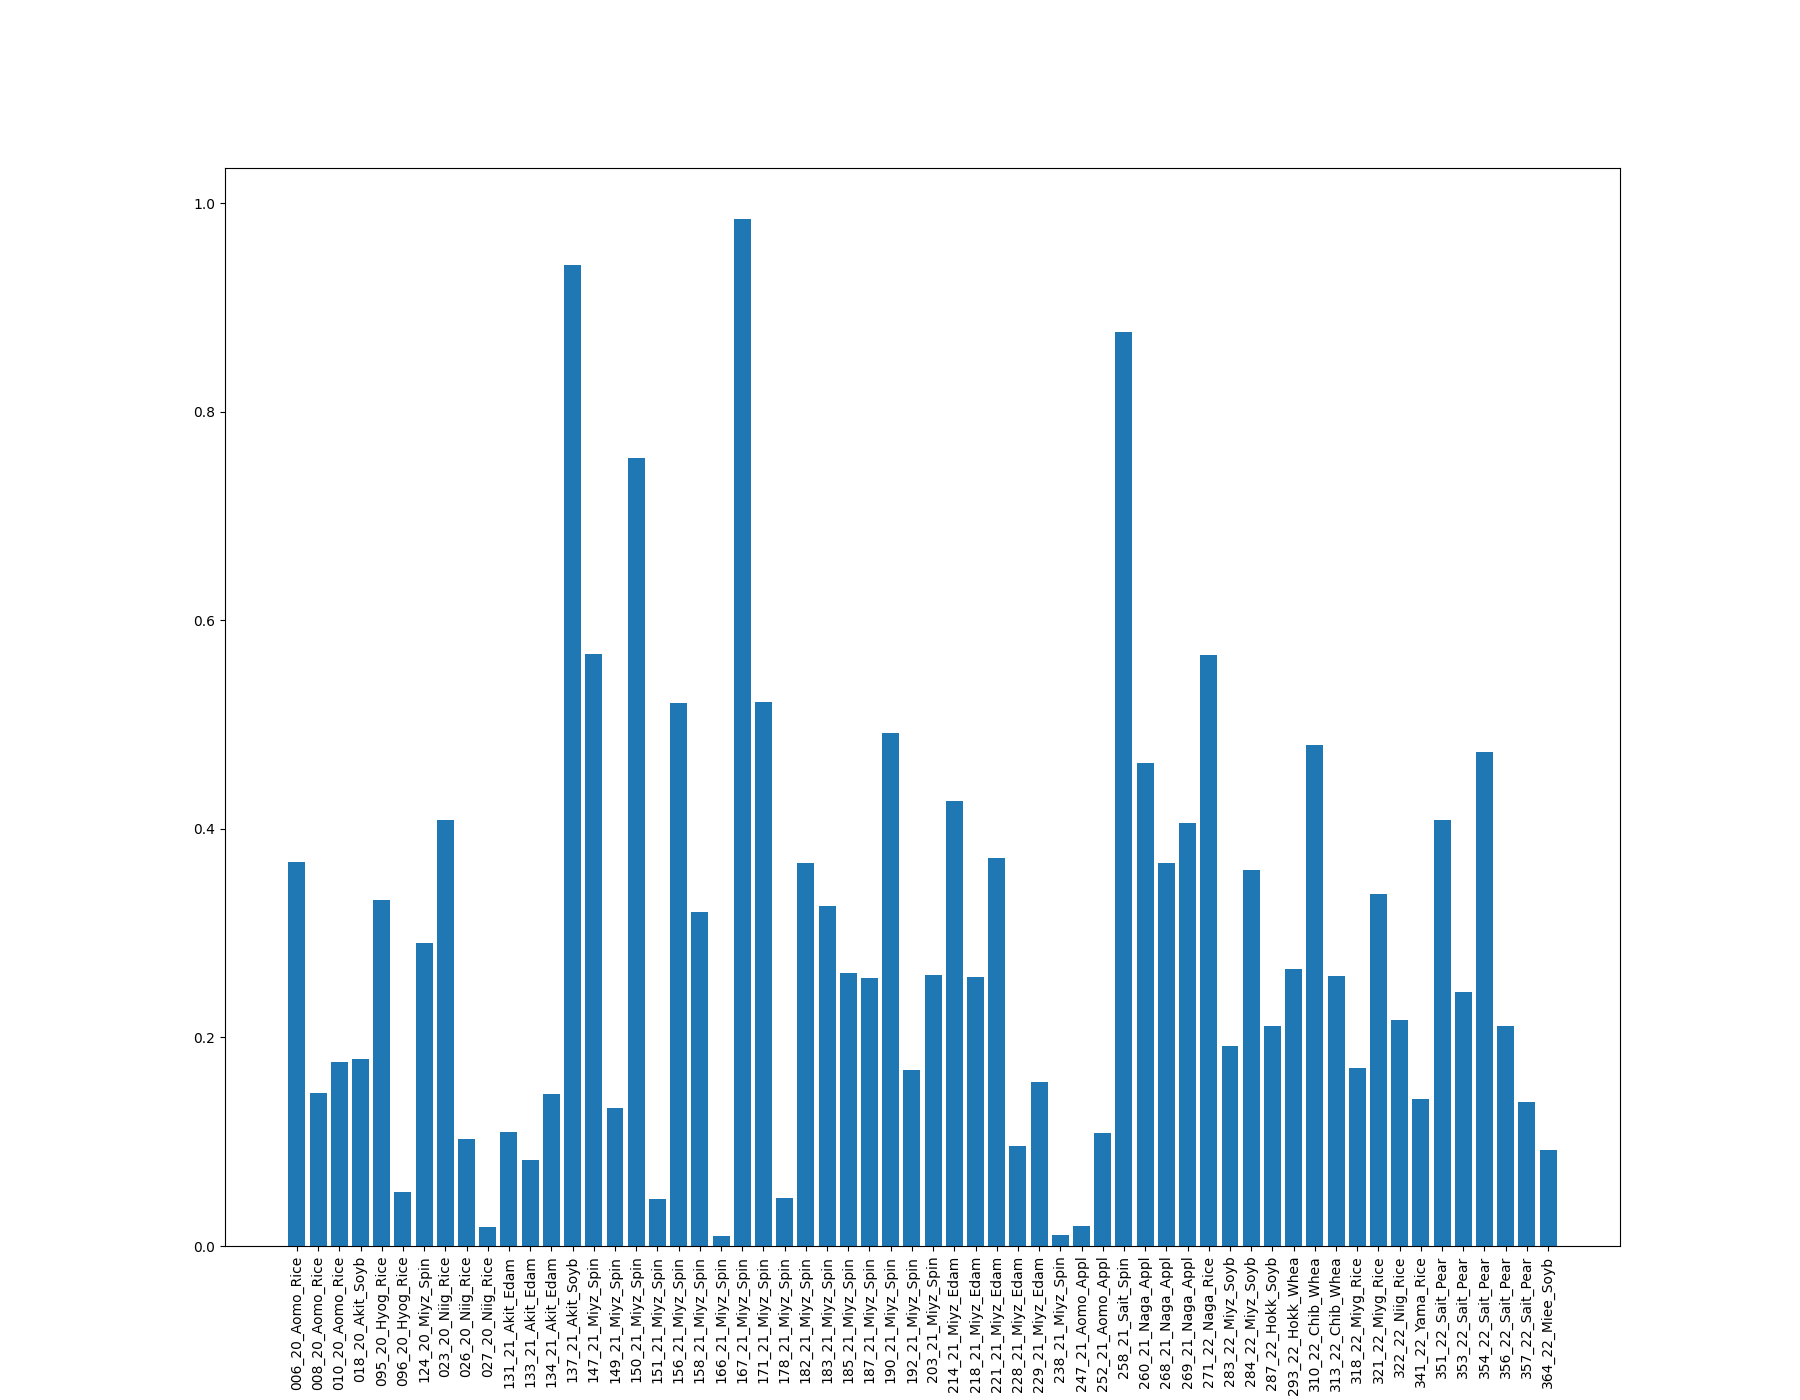 1.0
0.8
0.6
0.4
0.2
0.0
006_20_Aomo_Rice
008_20_Aomo_Rice
010_20_Aomo_Rice
018_20_Akit_Soyb
095_20_Hyog_Rice
096_20_Hyog_Rice
124_20_Miyz_Spin
023_20_Niig_Rice
026_20_Niig_Rice
027_20_Niig_Rice
131_21_Akit_Edam
133_21_Akit_Edam
134_21_Akit_Edam
137_21_Akit_Soyb
147_21_Miyz_Spin
149_21_Miyz_Spin
150_21_Miyz_Spin
151_21_Miyz_Spin
156_21_Miyz_Spin
158_21_Miyz_Spin
166_21_Miyz_Spin
167_21_Miyz_Spin
171_21_Miyz_Spin
178_21_Miyz_Spin
182_21_Miyz_Spin
183_21_Miyz_Spin
185_21_Miyz_Spin
187_21_Miyz_Spin
190_21_Miyz_Spin
192_21_Miyz_Spin
203_21_Miyz_Spin
214_21_Miyz_Edam
218_21_Miyz_Edam
221_21_Miyz_Edam
228_21_Miyz_Edam
229_21_Miyz_Edam
238_21_Miyz_Spin
247_21_Aomo_Appl
252_21_Aomo_Appl
258_21_Sait_Spin
260_21_Naga_Appl
268_21_Naga_Appl
269_21_Naga_Appl
271_22_Naga_Rice
283_22_Miyz_Soyb
284_22_Miyz_Soyb
287_22_Hokk_Soyb
293_22_Hokk_Whea
310_22_Chib_Whea
313_22_Chib_Whea
318_22_Miyg_Rice
321_22_Miyg_Rice
322_22_Niig_Rice
341_22_Yama_Rice
351_22_Sait_Pear
353_22_Sait_Pear
354_22_Sait_Pear
356_22_Sait_Pear
357_22_Sait_Pear
364_22_Miee_Soyb